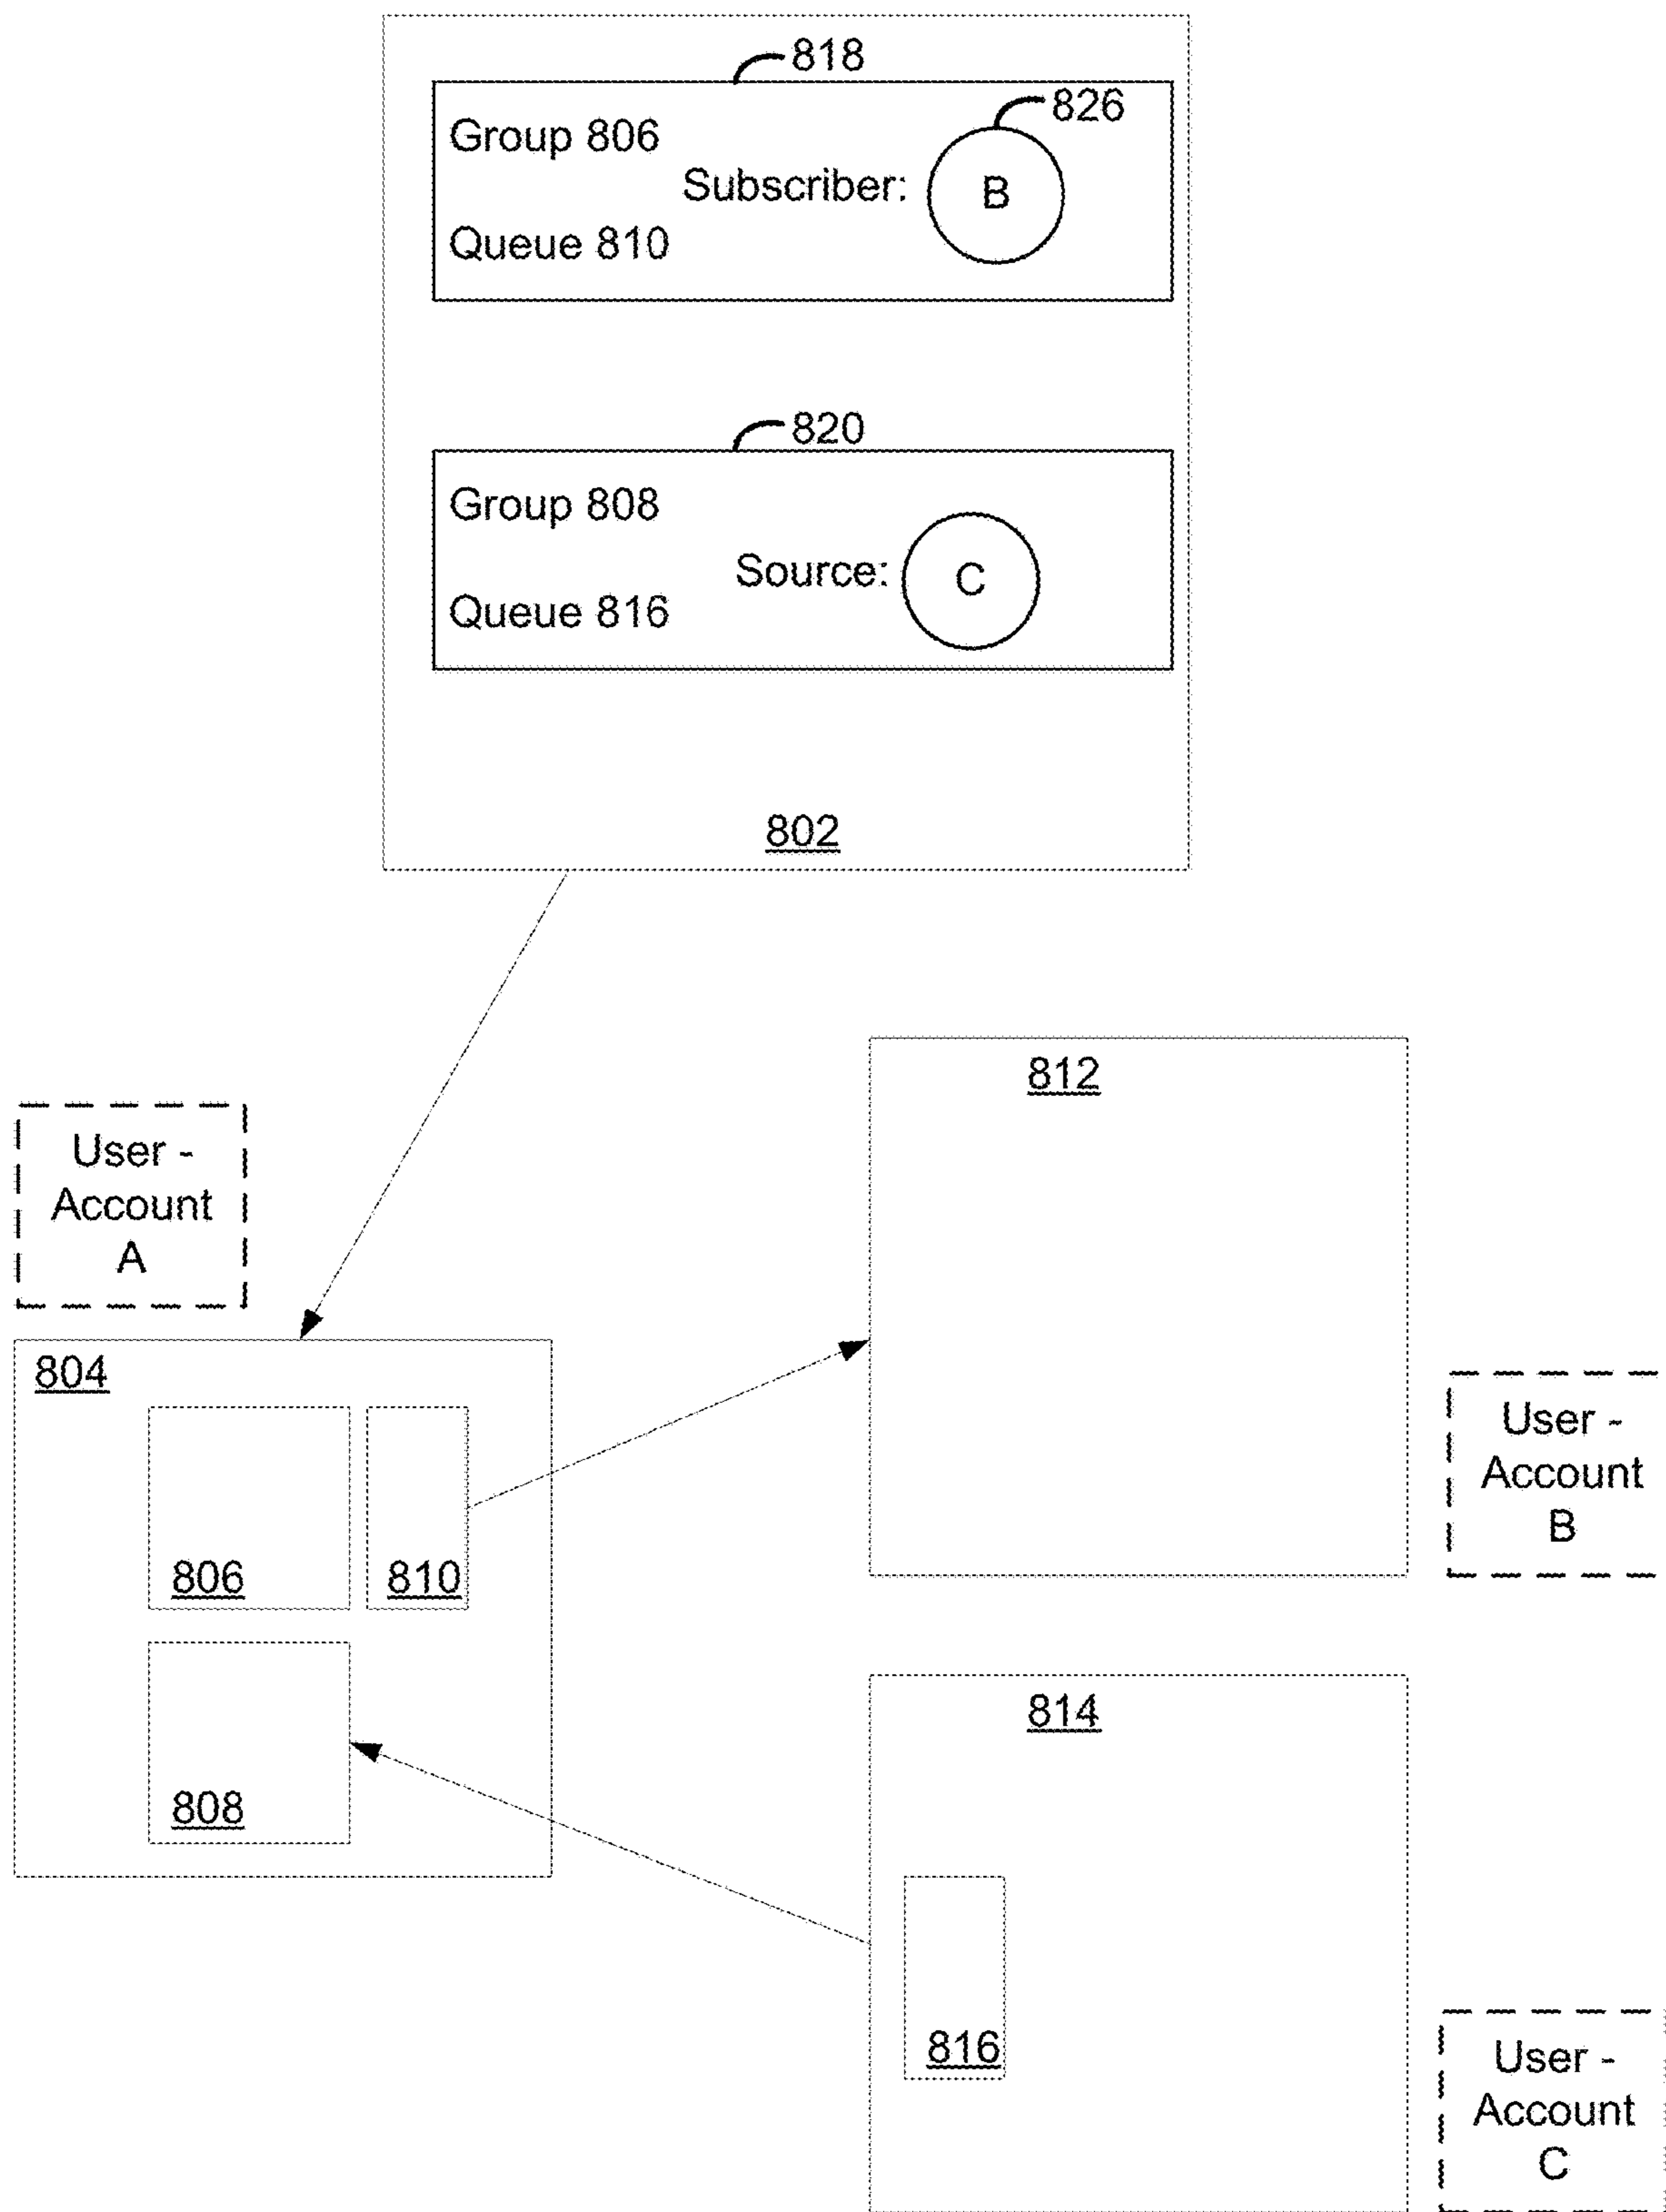 818
826
Group 806
Subscriber:
B
Queue 810
820
Group 808
Source:
C
Queue 816
802
812
User -
Account
A
804
User -
Account
B
806
810
814
808
816
User -
Account
C